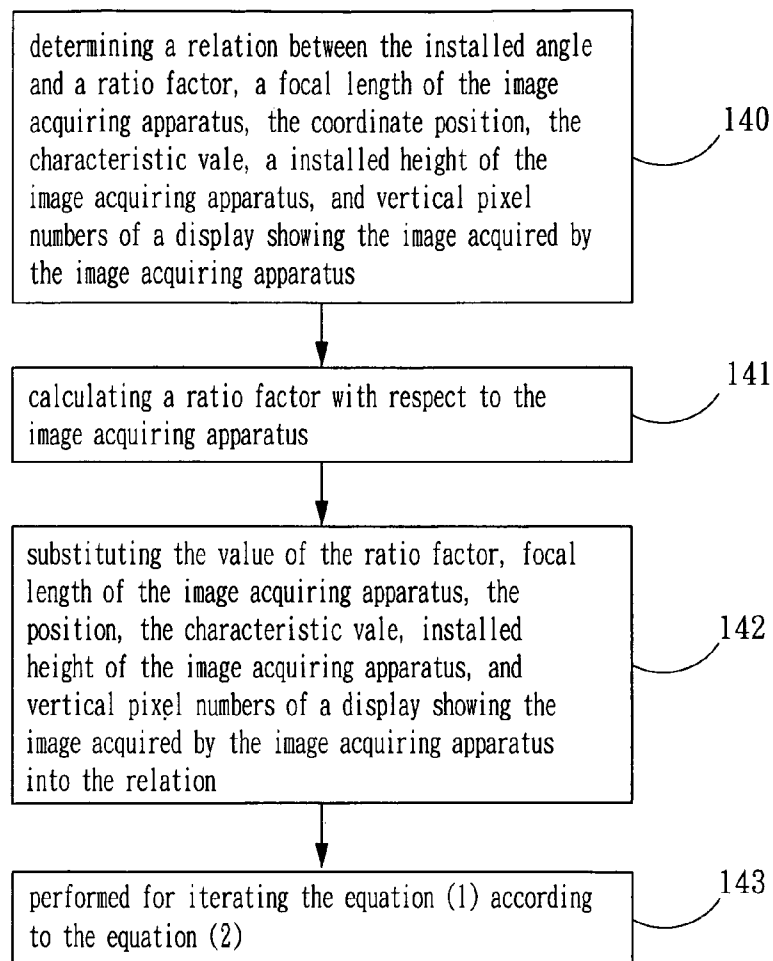 determining a relation between the installed angle
and a ratio factor, a focal length of the image
acquiring apparatus, the coordinate position, the
characteristic vale, a installed height of the
image acquiring apparatus, and vertical pixel
numbers of a display showing the image acquired by
the image acquiring apparatus
140
calculating a ratio factor with respect to the
image acquiring apparatus
141
substituting the value of the ratio factor, focal
length of the image acquiring apparatus, the
position, the characteristic vale, installed
height of the image acquiring apparatus, and
vertical pixel numbers of a display showing the
image acquired by the image acquiring apparatus
into the relation
142
performed for iterating the equation (1) according
to the equation (2)
143